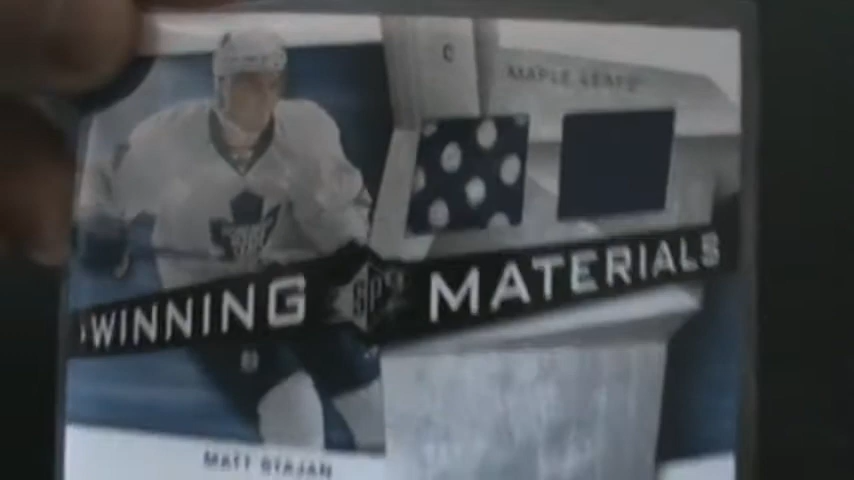 C
MAPLE LEAFS
WINNING SPx MATERIALS
MATT STAJAN